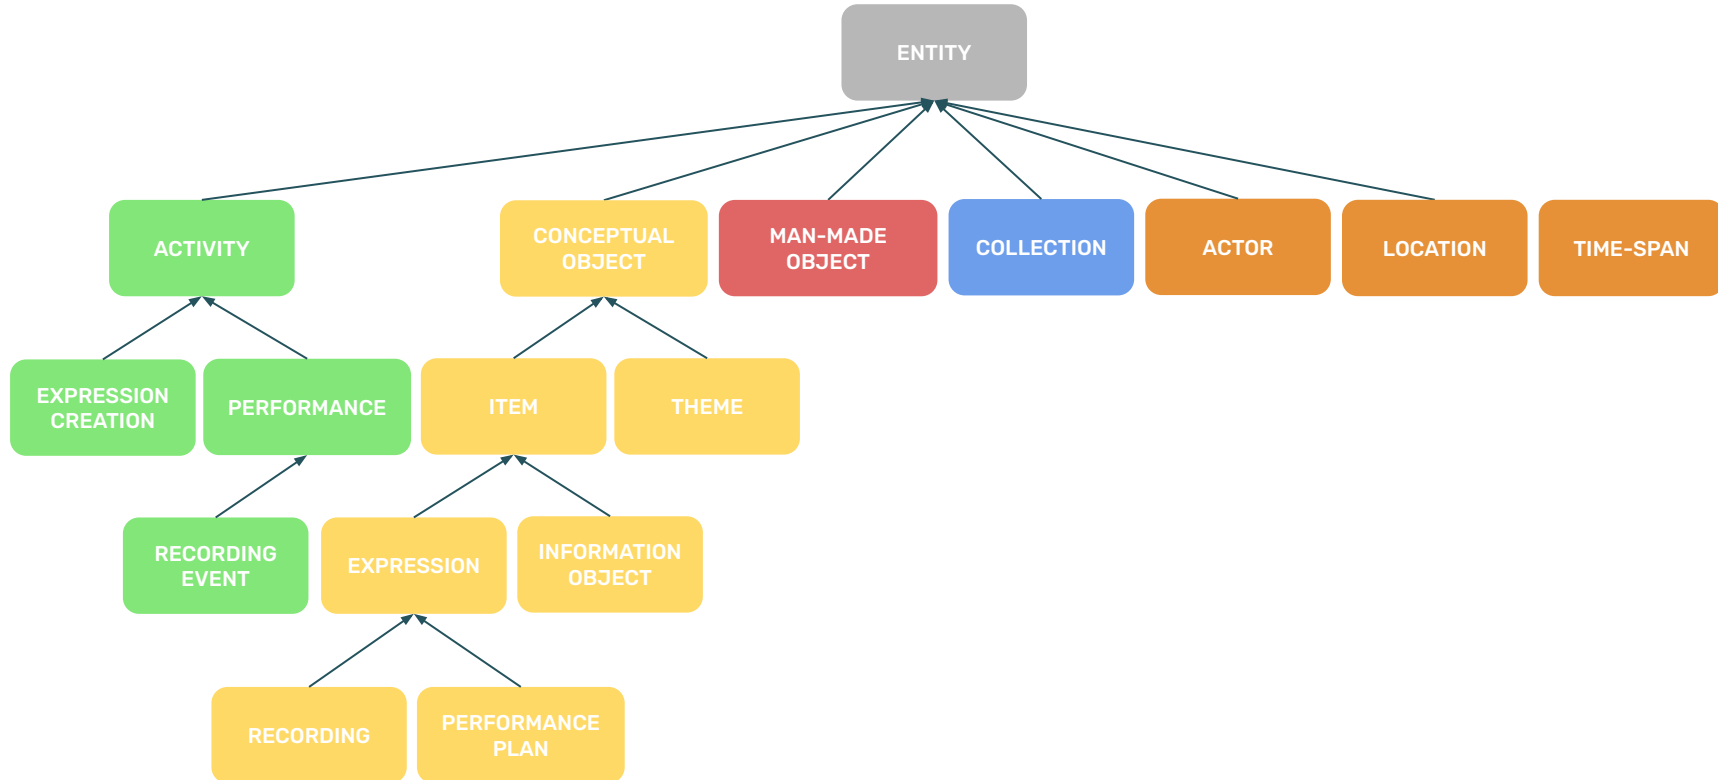 ENTITY
ACTIVITY
CONCEPTUAL
OBJECT
MAN-MADE
OBJECT
COLLECTION
ACTOR
LOCATION
TIME-SPAN
EXPRESSION
CREATION
PERFORMANCE
ITEM
THEME
RECORDING
EVENT
EXPRESSION
INFORMATION
OBJECT
RECORDING
PERFORMANCE
PLAN